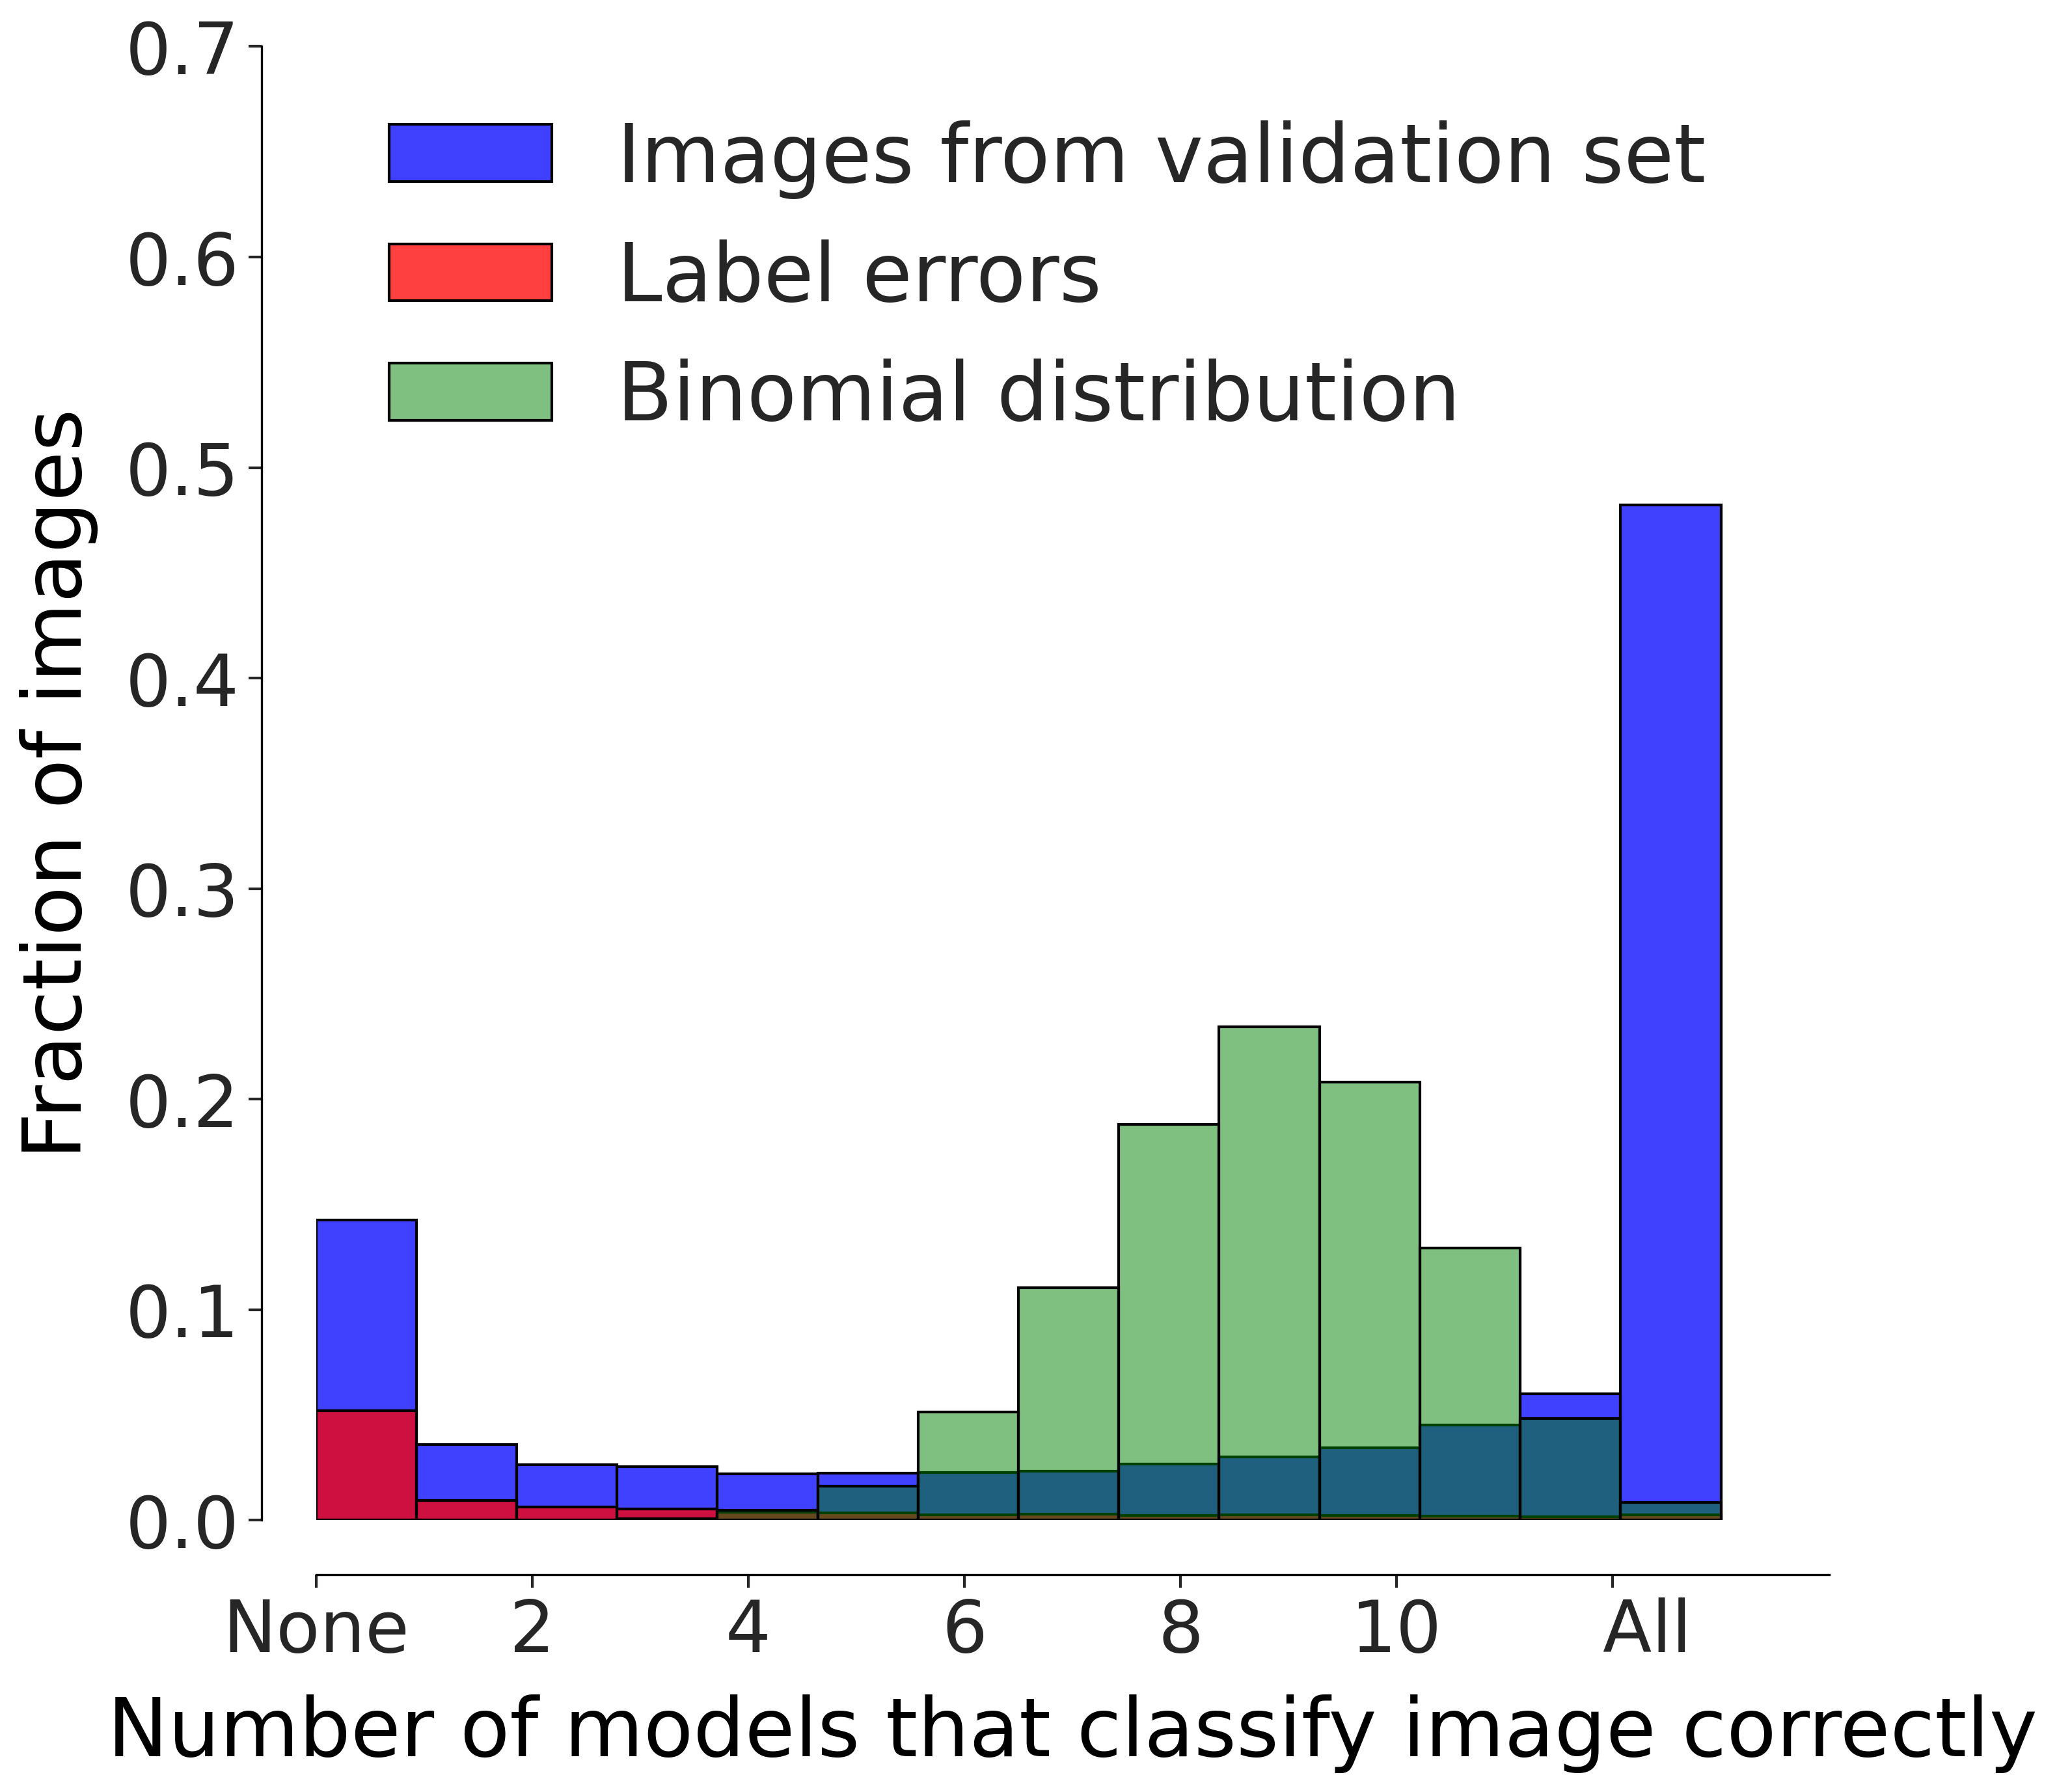 0.7
0.6
0.5
0.4
0.3
0.2
0.1
0.0
Fraction of images
Images from validation set
Label errors
Binomial distribution
None 2 4 6 8 10 All
Number of models that classify image correctly